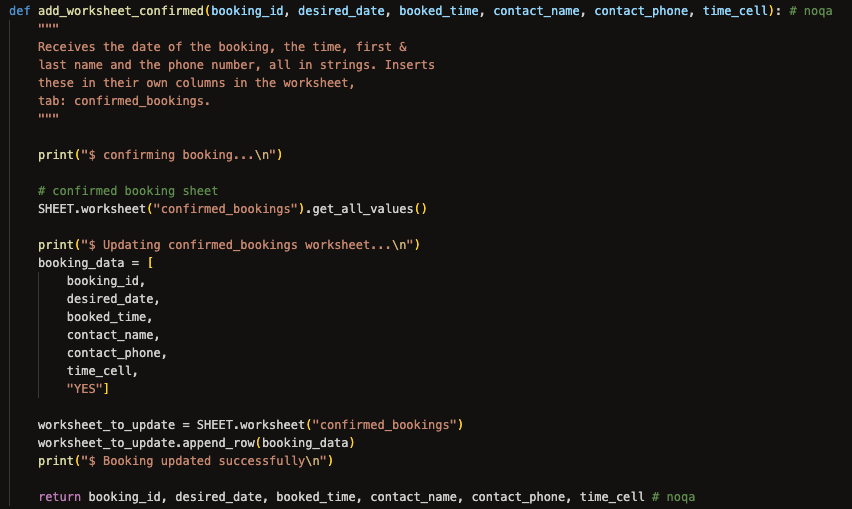 def add_worksheet_confirmed(booking_id, desired_date, booked_time, contact_name, contact_phone, time_cell): # noqa
    """
    Receives the date of the booking, the time, first &
    last name and the phone number, all in strings. Inserts
    these in their own columns in the worksheet,
    tab: confirmed_bookings.
    """

    print("$ confirming booking...\n")

    # confirmed booking sheet
    SHEET.worksheet("confirmed_bookings").get_all_values()

    print("$ Updating confirmed_bookings worksheet...\n")
    booking_data = [
        booking_id,
        desired_date,
        booked_time,
        contact_name,
        contact_phone,
        time_cell,
        "YES"]

    worksheet_to_update = SHEET.worksheet("confirmed_bookings")
    worksheet_to_update.append_row(booking_data)
    print("$ Booking updated successfully\n")

    return booking_id, desired_date, booked_time, contact_name, contact_phone, time_cell # noqa